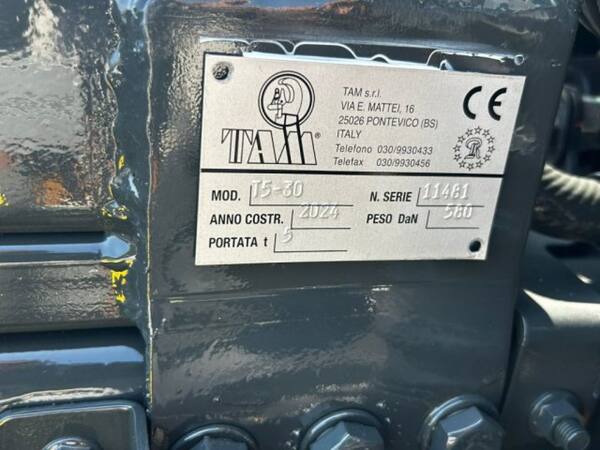 TAM s.r.l.
VIA E. MATTEI, 16
25026 PONTEVICO (BS)
ITALY
Telefono 030/9930433
Telefax 030/9930456
CE
TAM®
R
MOD. T5-30 N. SERIE 11461
ANNO COSTR. 2024 PESO DaN 580
PORTATA t 5